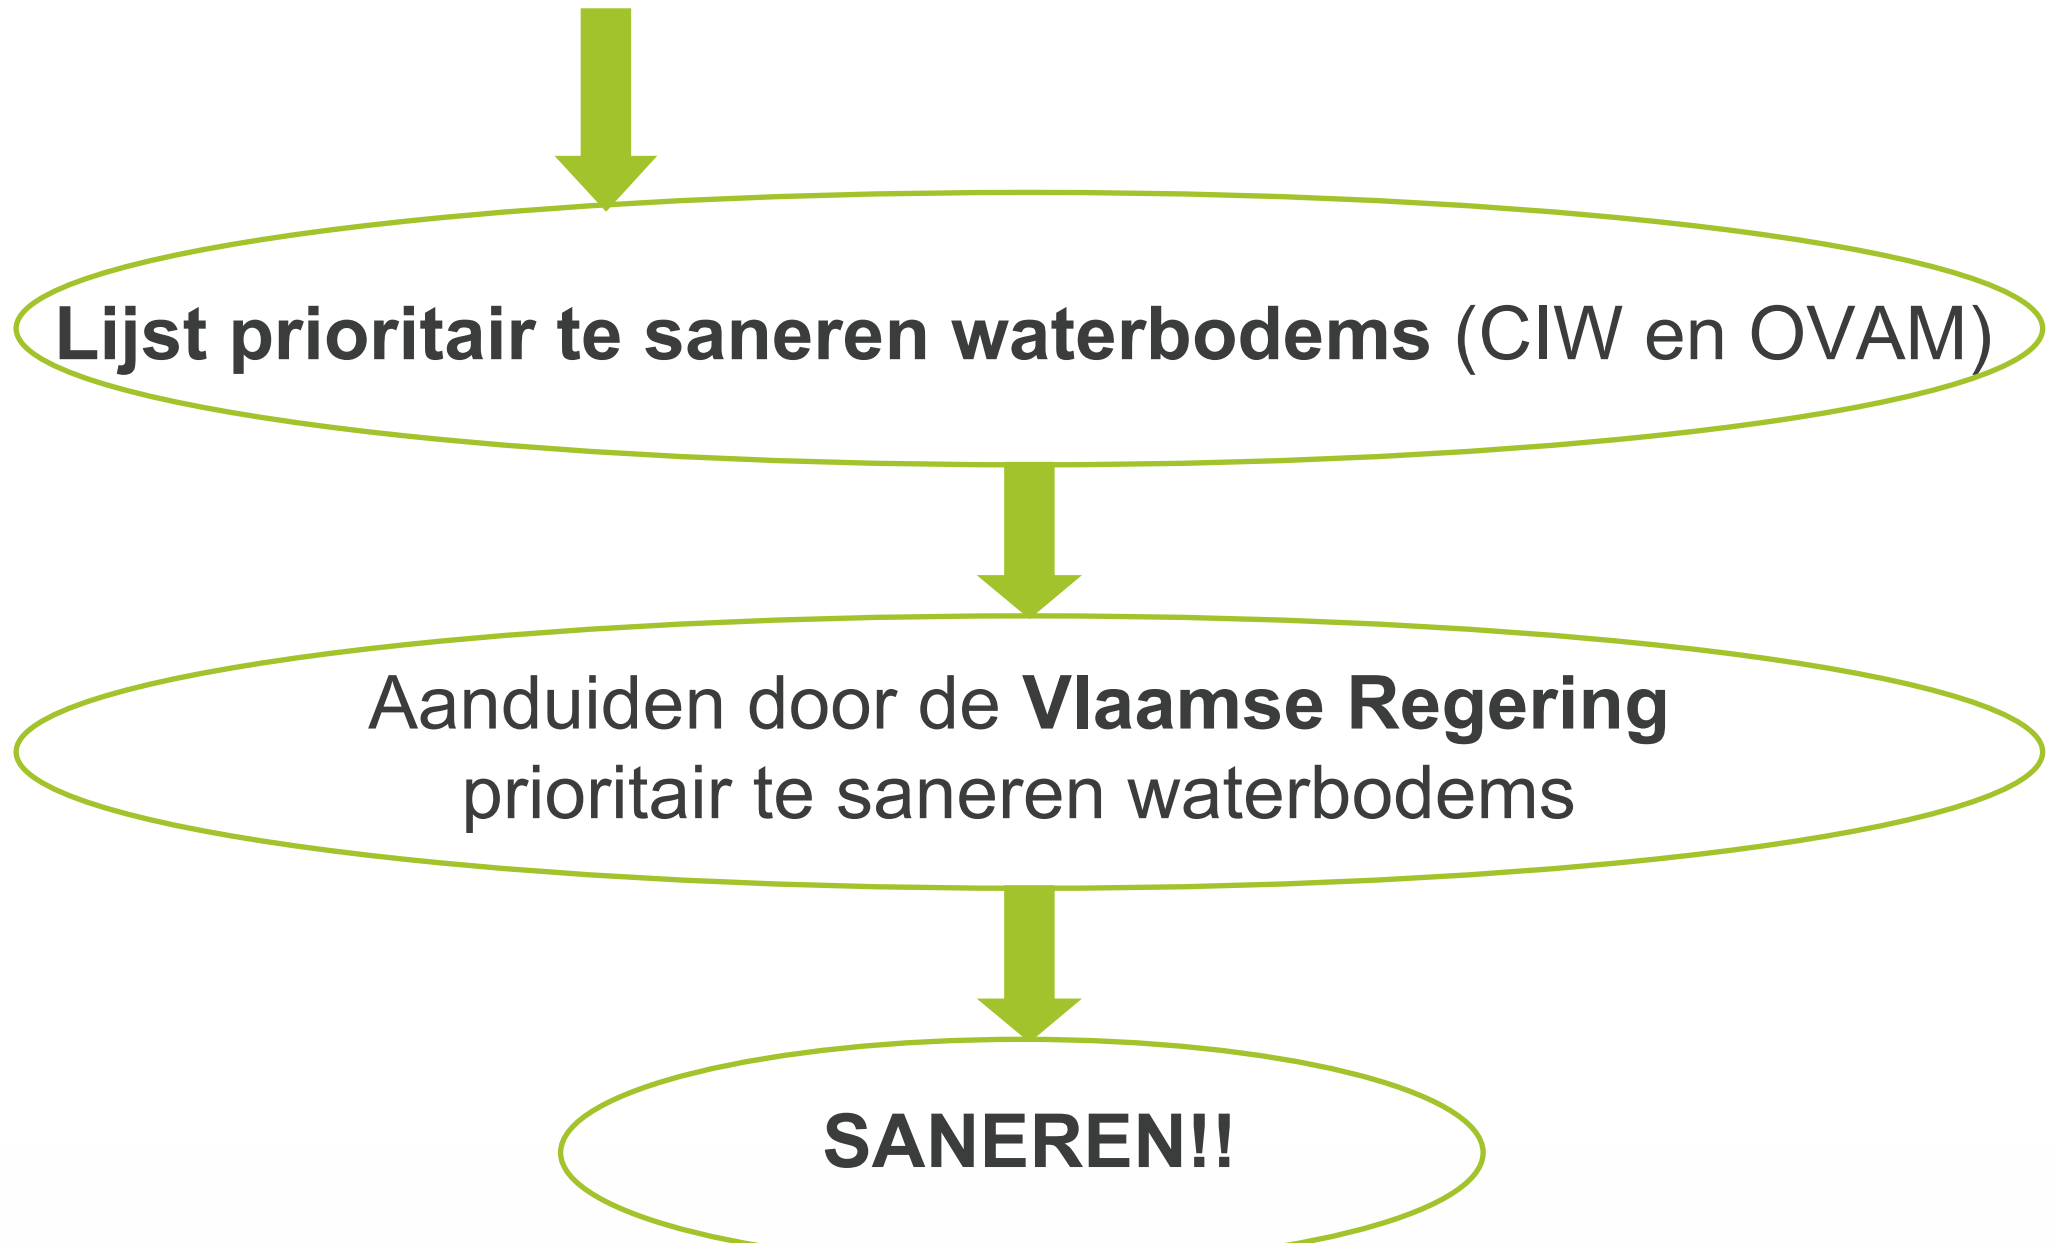 Lijst prioritair te saneren waterbodems (CIW en OVAM)
Aanduiden door de Vlaamse Regering
prioritair te saneren waterbodems
SANEREN!!